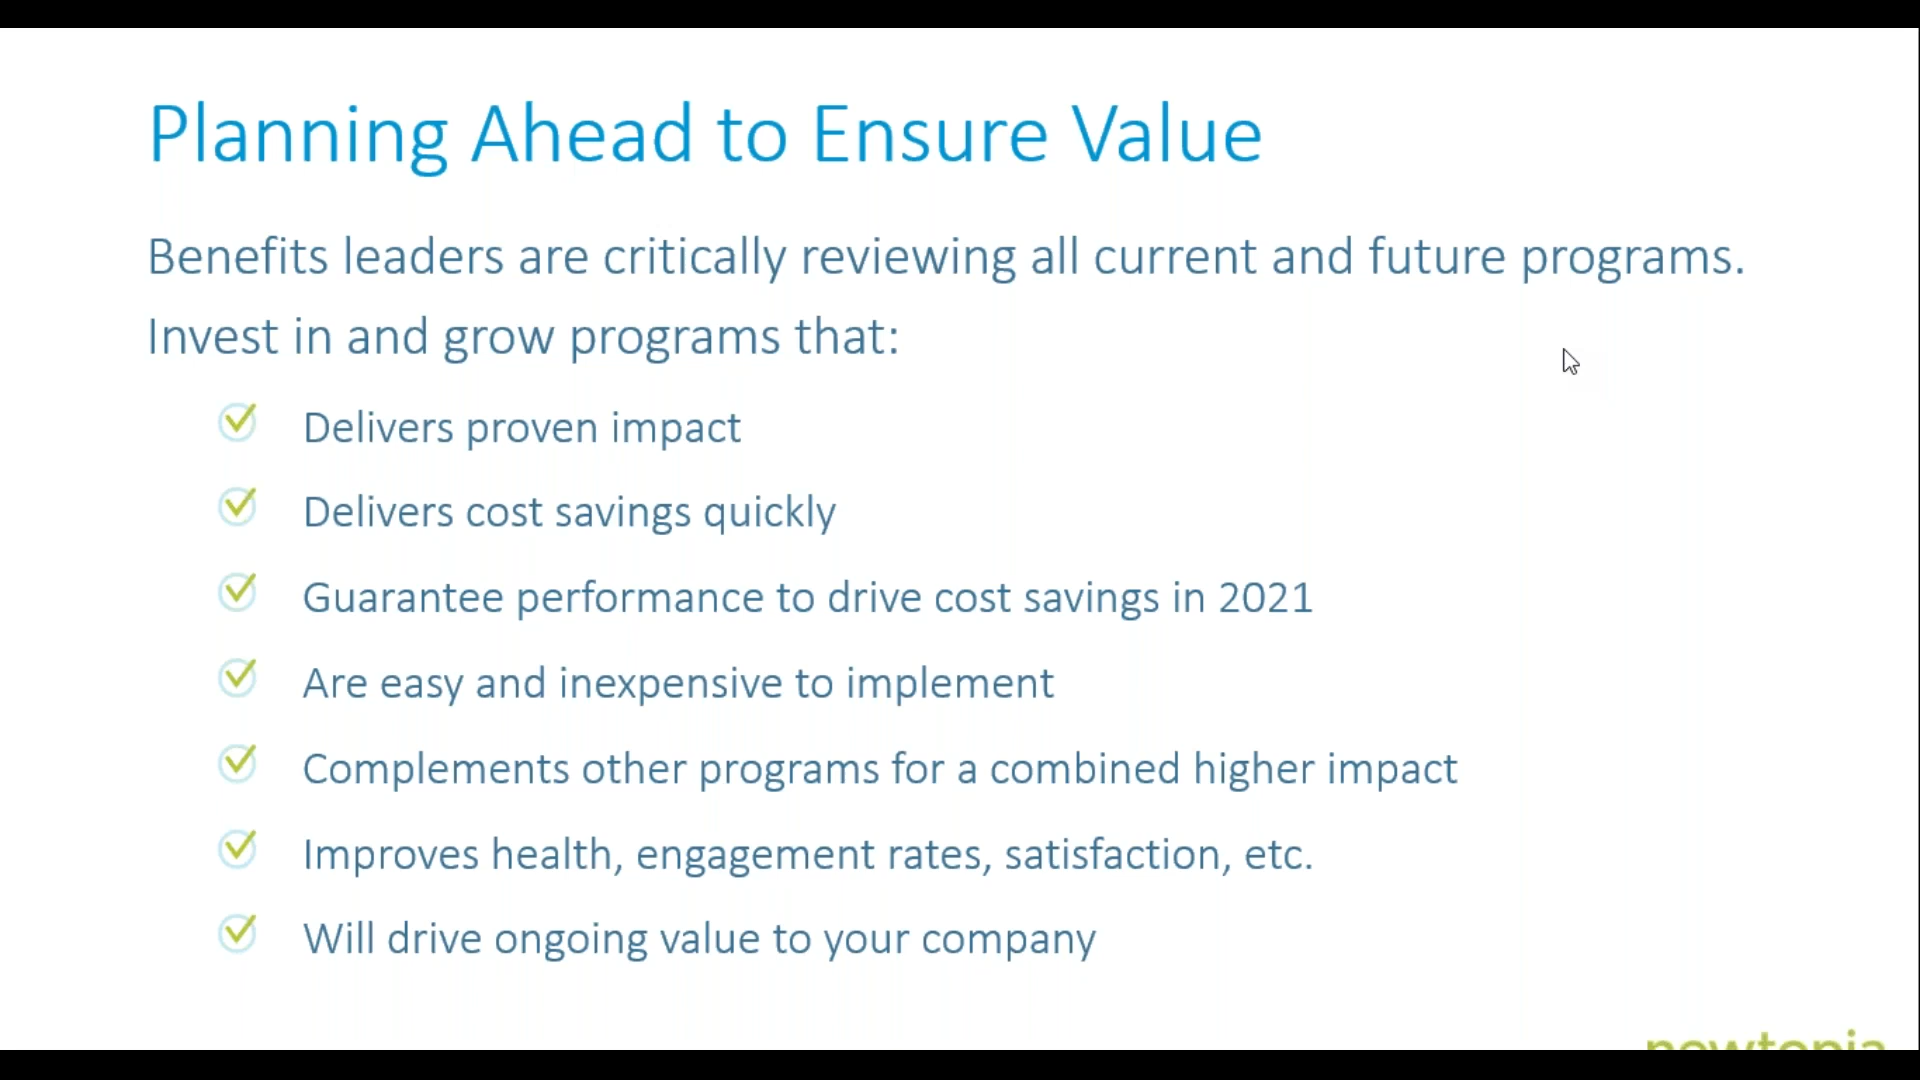 Planning Ahead to Ensure Value
Benefits leaders are critically reviewing all current and future programs.
Invest in and grow programs that:
Delivers proven impact
Delivers cost savings quickly
Guarantee performance to drive cost savings in 2021
Are easy and inexpensive to implement
Complements other programs for a combined higher impact
Improves health, engagement rates, satisfaction, etc.
Will drive ongoing value to your company
newtopia